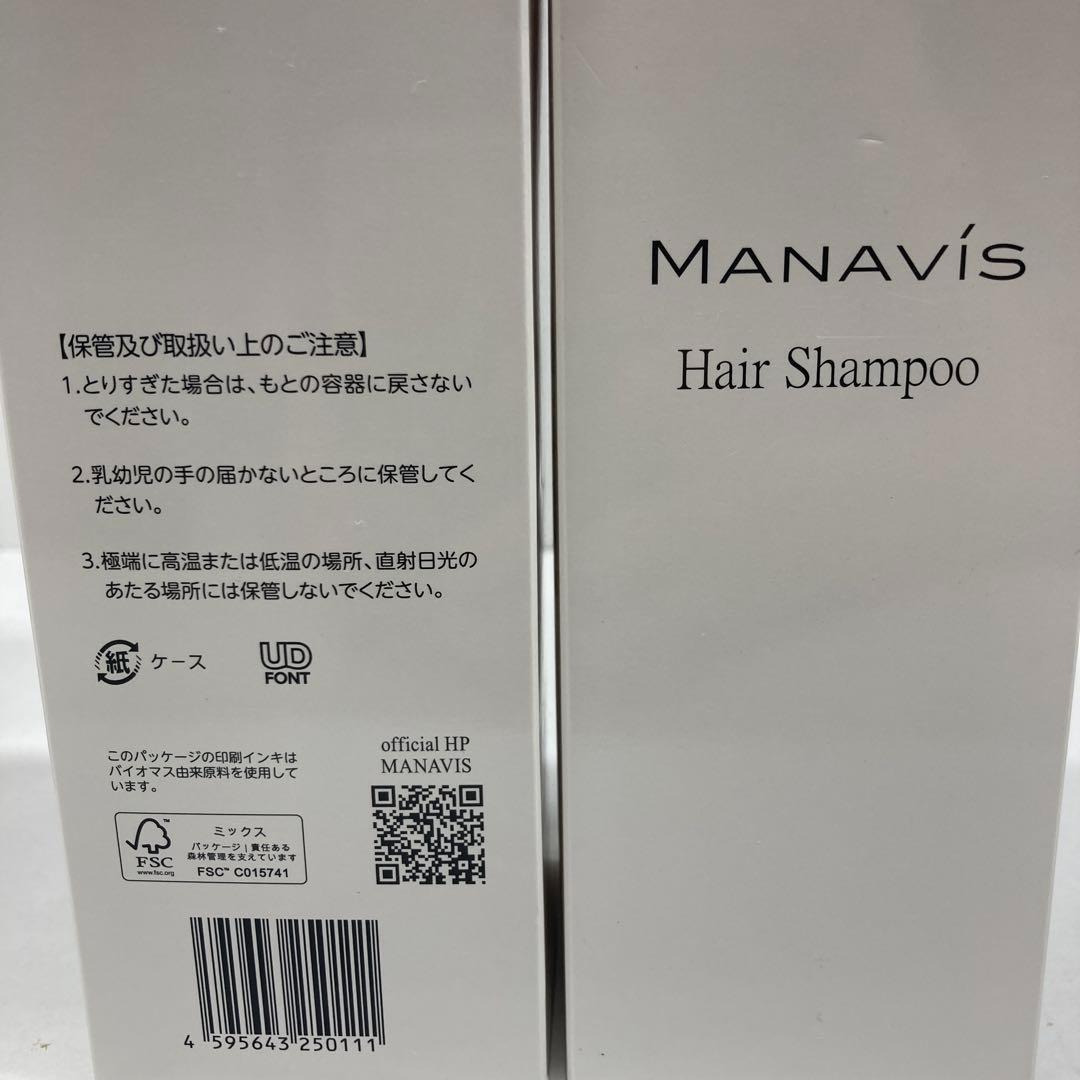 【保管及び取扱い上のご注意】
1.とりすぎた場合は、もとの容器に戻さない
でください。
2.乳幼児の手の届かないところに保管してく
ださい。
3.極端に高温または低温の場所、直射日光の
あたる場所には保管しないでください。
紙 ケース
UD
FONT
このパッケージの印刷インキは
バイオマス由来原料を使用して
います。
official HP
MANAVIS
FSC™
www.fsc.org
ミックス
パッケージ|責任ある
森林管理を支えています
FSC™ C015741
4 595643 250111
MANAVíS
Hair Shampoo